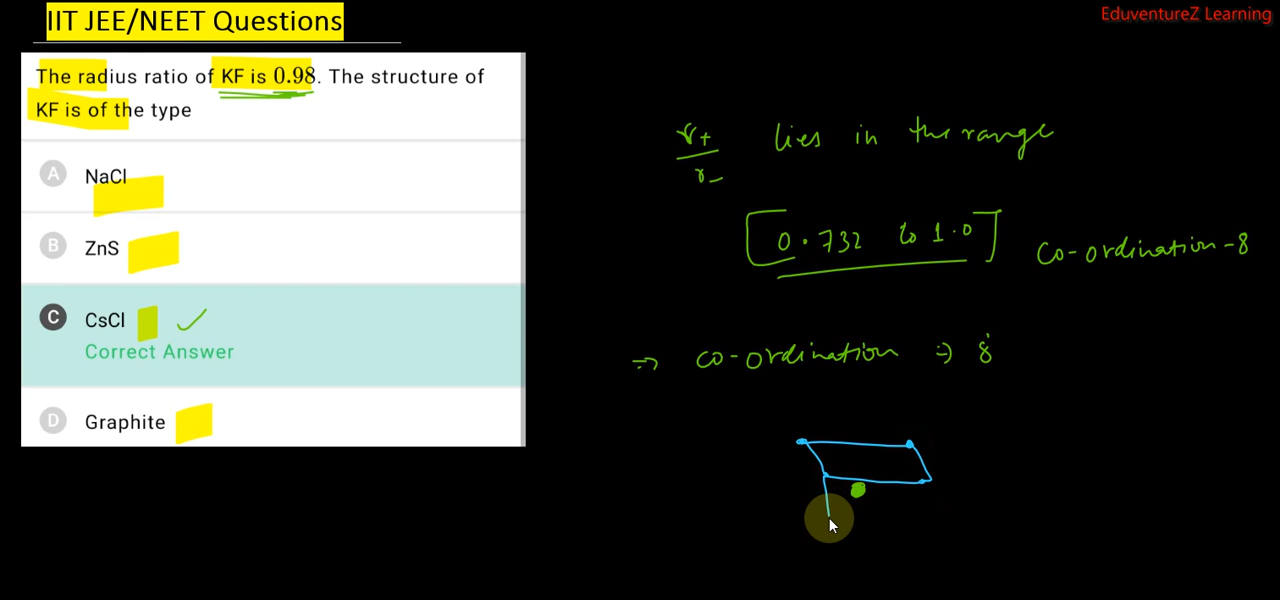 IIT JEE/NEET Questions
EduventureZ Learning
The radius ratio of KF is 0.98. The structure of
KF is of the type
A NaCl
B ZnS
C CsCl
Correct Answer
D Graphite
r+ lies in the range
r-
[0.732 to 1.0] Co-ordination-8
⇒ co-ordination ⇒ 8